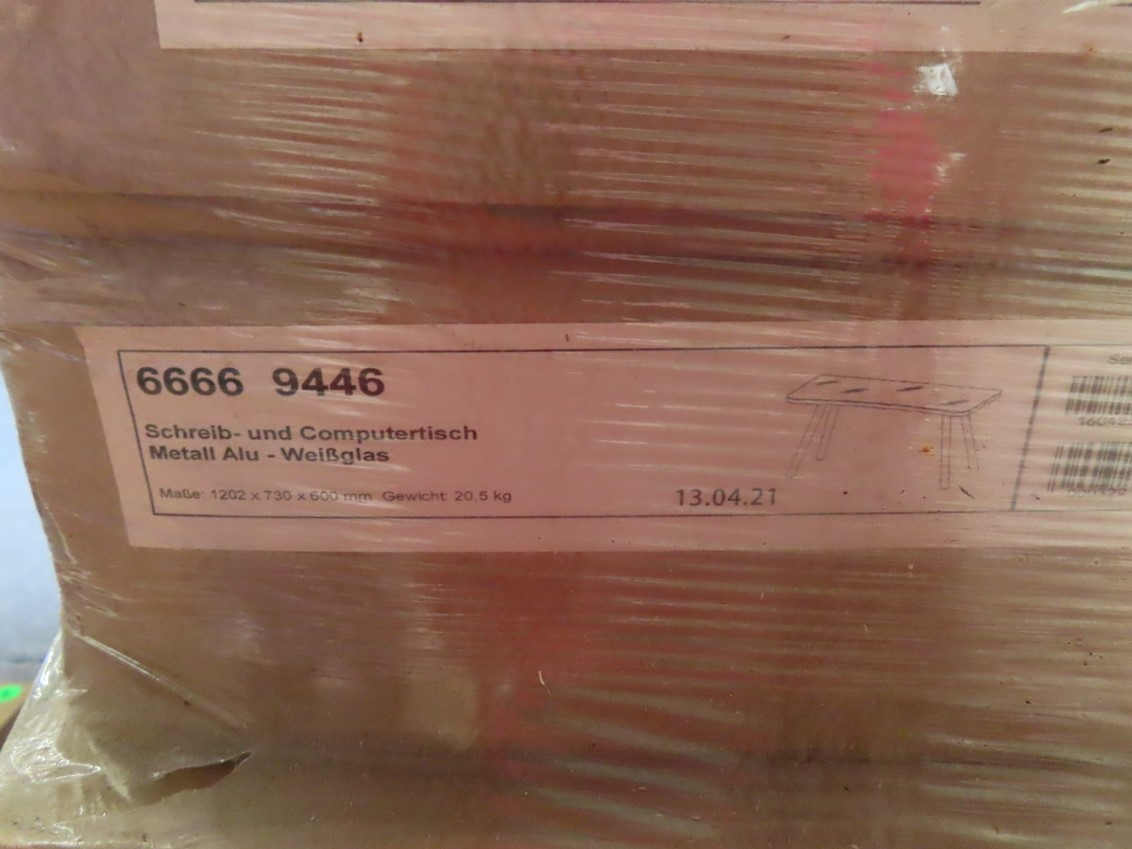 6666 9446
Schreib- und Computertisch
Metall Alu - Weißglas
Maße: 1202 x 730 x 600 mm Gewicht: 20.5 kg
13.04.21